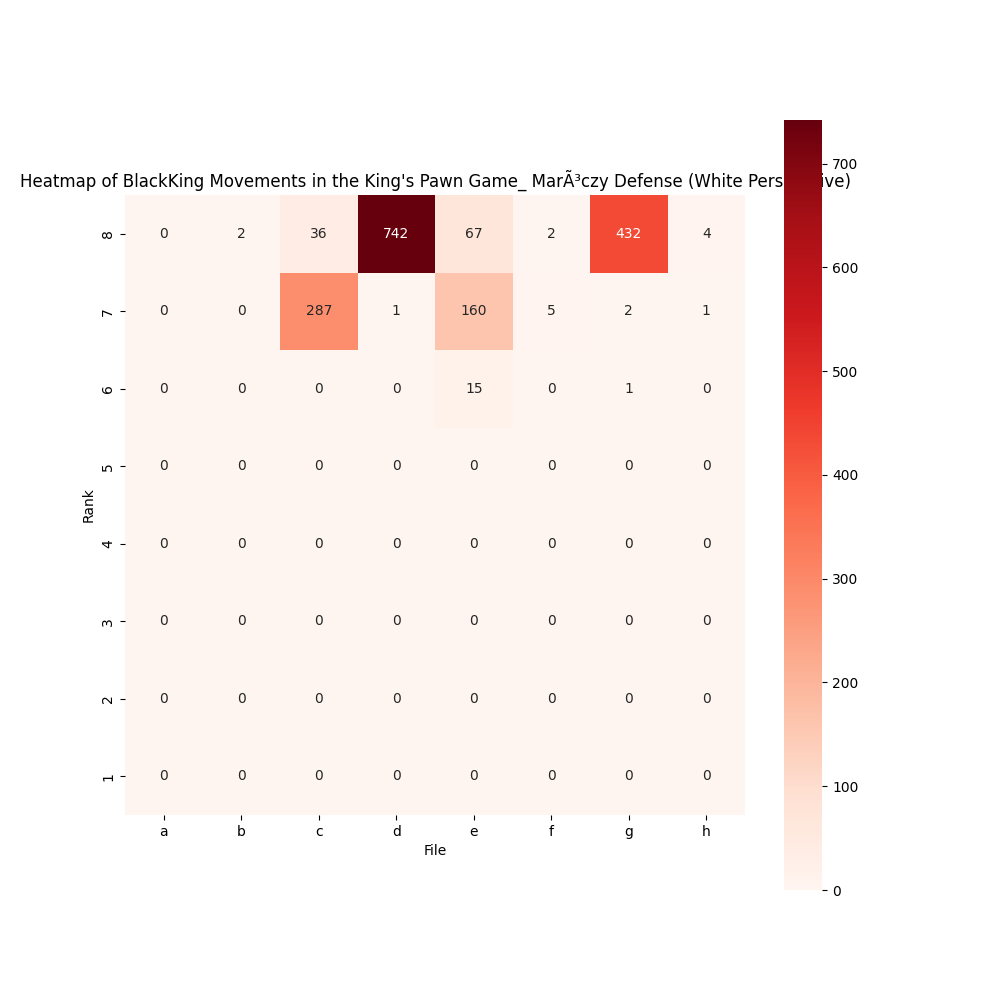 Heatmap of BlackKing Movements in the King's Pawn Game_ MarÃ³czy Defense (White Pers ive)
8 0 2 36 742 67 2 432 4
7 0 0 287 1 160 5 2 1
6 0 0 0 0 15 0 1 0
5 0 0 0 0 0 0 0 0
4 0 0 0 0 0 0 0 0
3 0 0 0 0 0 0 0 0
2 0 0 0 0 0 0 0 0
1 0 0 0 0 0 0 0 0
a b c d e f g h
File
Rank
700
600
500
400
300
200
100
0